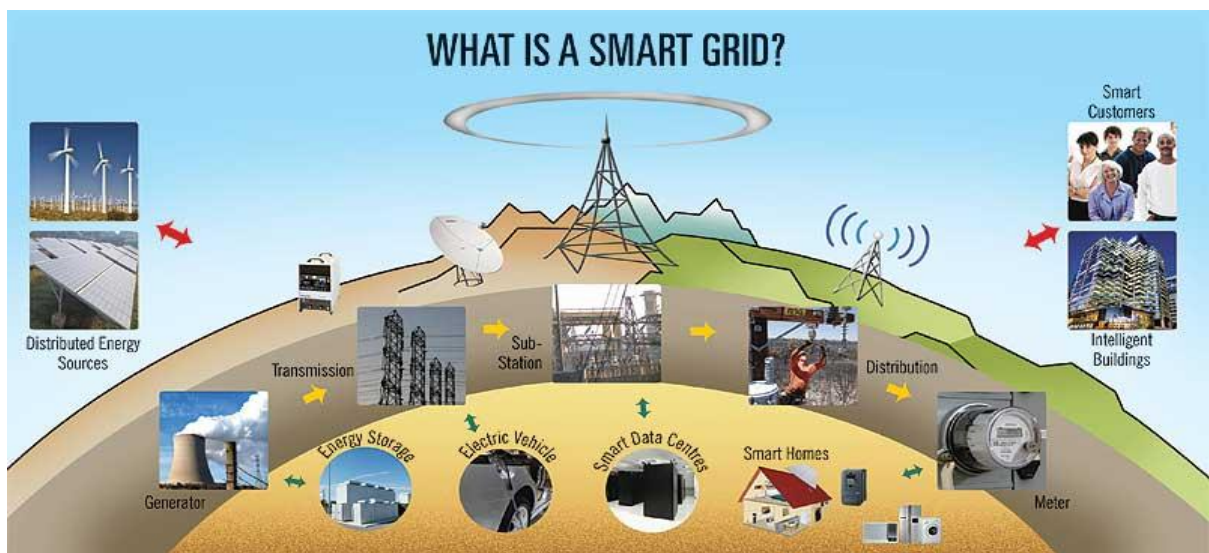 WHAT IS A SMART GRID?
Smart
Customers
Distributed Energy
Sources
Intelligent
Buildings
Transmission
Sub-
Station
Distribution
Generator
Energy Storage
Electric Vehicle
Smart Data Centres
Smart Homes
Meter